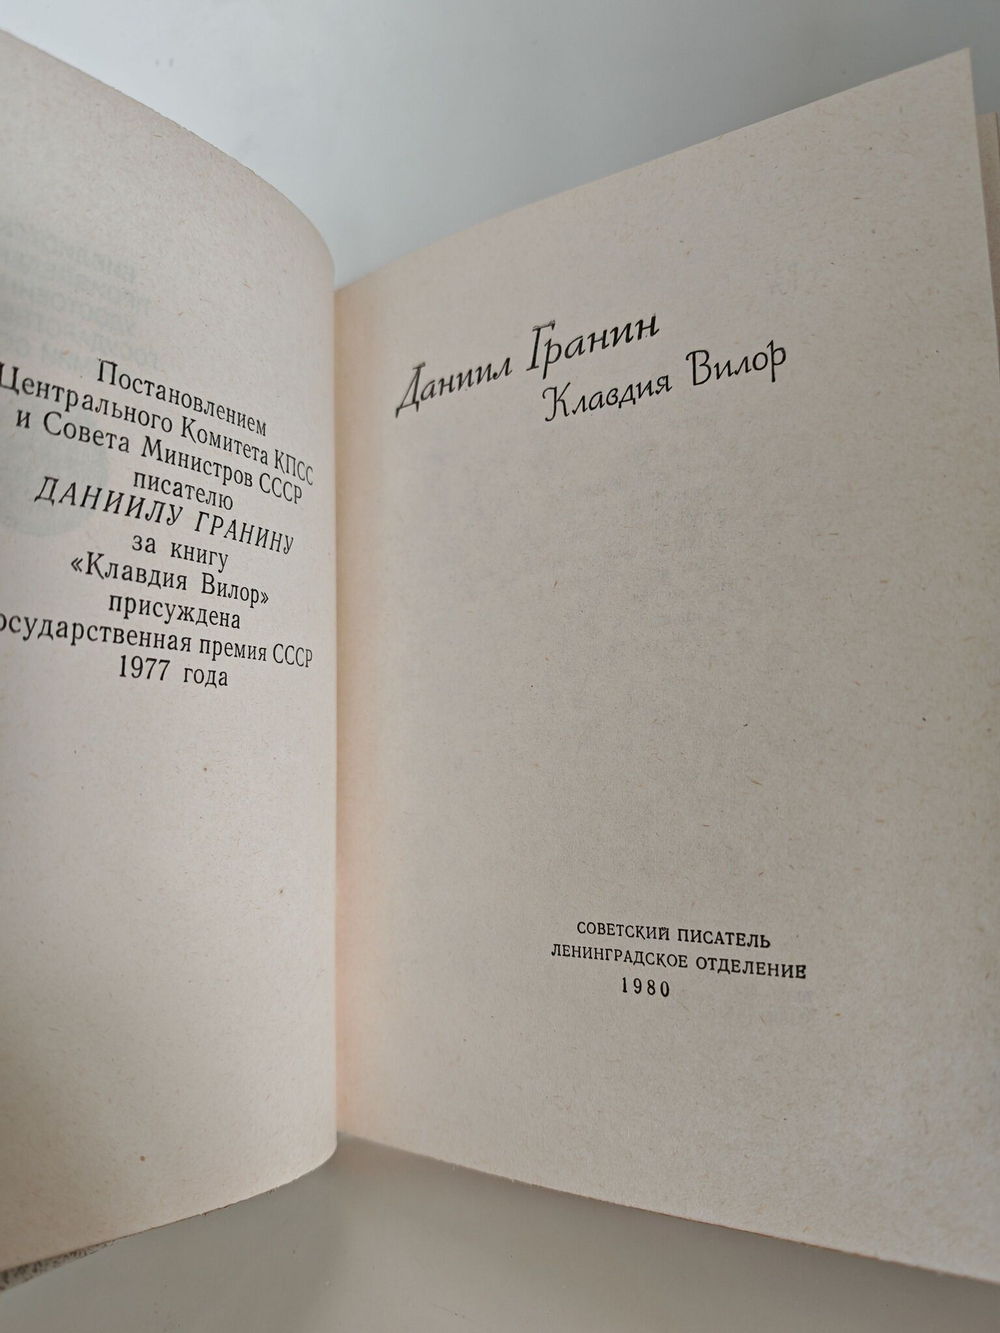 Постановлением
Центрального Комитета КПСС
и Совета Министров СССР
писателю
ДАНИИЛУ ГРАНИНУ
за книгу
«Клавдия Вилор»
присуждена
осударственная премия СССР
1977 года
Даниил Гранин
Клавдия Вилор
СОВЕТСКИЙ ПИСАТЕЛЬ
ЛЕНИНГРАДСКОЕ ОТДЕЛЕНИЕ
1980